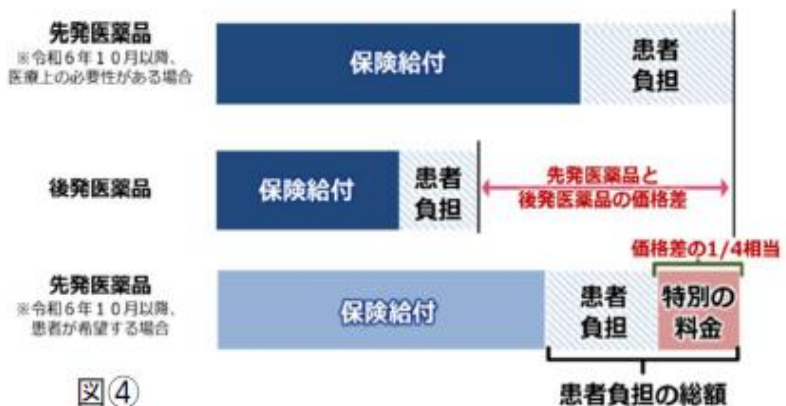 先発医薬品
※令和6年10月以降、
医療上の必要性がある場合
保険給付
患者
負担
後発医薬品
保険給付
患者
負担
先発医薬品と
後発医薬品の価格差
価格差の1/4相当
先発医薬品
※令和6年10月以降、
患者が希望する場合
保険給付
患者
負担
特別の
料金
患者負担の総額
図④